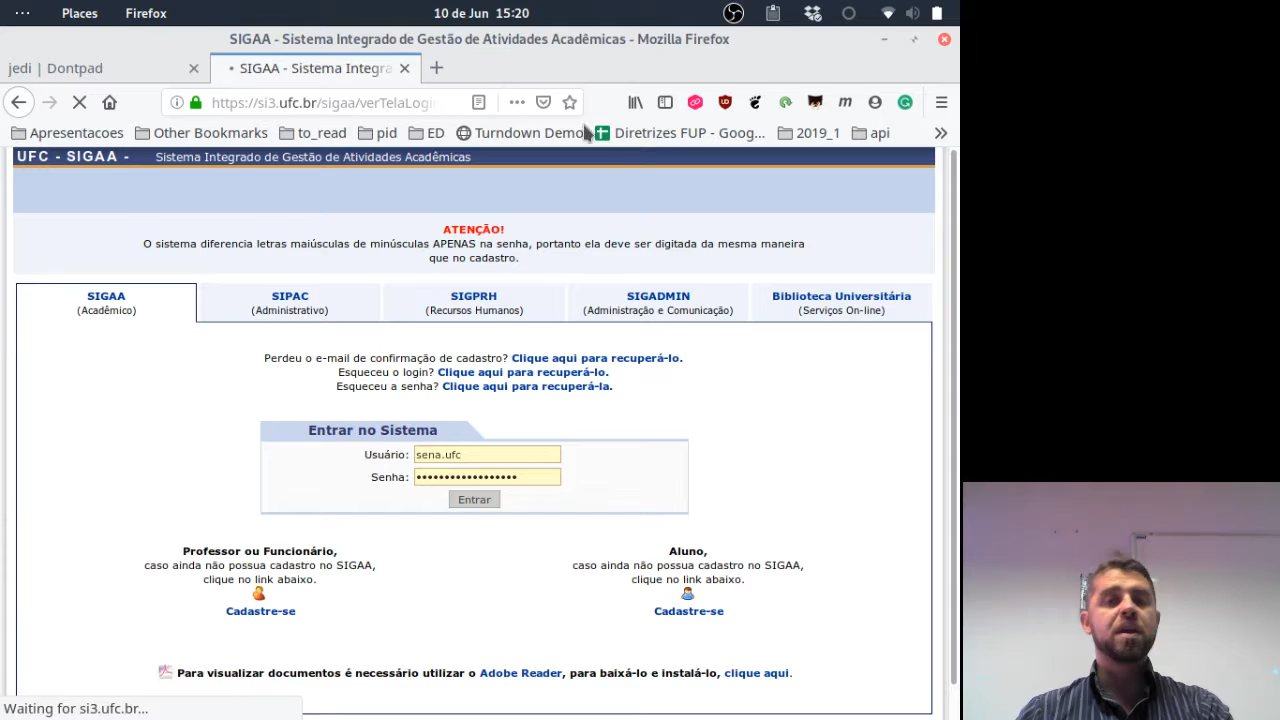 Places
Firefox
10 de Jun 15:20
SIGAA - Sistema Integrado de Gestão de Atividades Acadêmicas - Mozilla Firefox
jedi | Dontpad
SIGAA - Sistema Integra
https://si3.ufc.br/sigaa/verTelaLogi
Apresentacoes
Other Bookmarks
to_read
pid
ED
Turndown Demo
Diretrizes FUP - Goog...
2019_1
api
UFC - SIGAA -
Sistema Integrado de Gestão de Atividades Acadêmicas
ATENÇÃO!
O sistema diferencia letras maiúsculas de minúsculas APENAS na senha, portanto ela deve ser digitada da mesma maneira
que no cadastro.
SIGAA
(Acadêmico)
SIPAC
(Administrativo)
SIGPRH
(Recursos Humanos)
SIGADMIN
(Administração e Comunicação)
Biblioteca Universitária
(Serviços On-line)
Perdeu o e-mail de confirmação de cadastro? Clique aqui para recuperá-lo.
Esqueceu o login? Clique aqui para recuperá-lo.
Esqueceu a senha? Clique aqui para recuperá-la.
Entrar no Sistema
Usuário: sena.ufc
Senha: ••••••••••••••••••
Entrar
Professor ou Funcionário,
caso ainda não possua cadastro no SIGAA,
clique no link abaixo.
Cadastre-se
Aluno,
caso ainda não possua cadastro no SIGAA,
clique no link abaixo.
Cadastre-se
Para visualizar documentos é necessário utilizar o Adobe Reader, para baixá-lo e instalá-lo, clique aqui.
Waiting for si3.ufc.br...